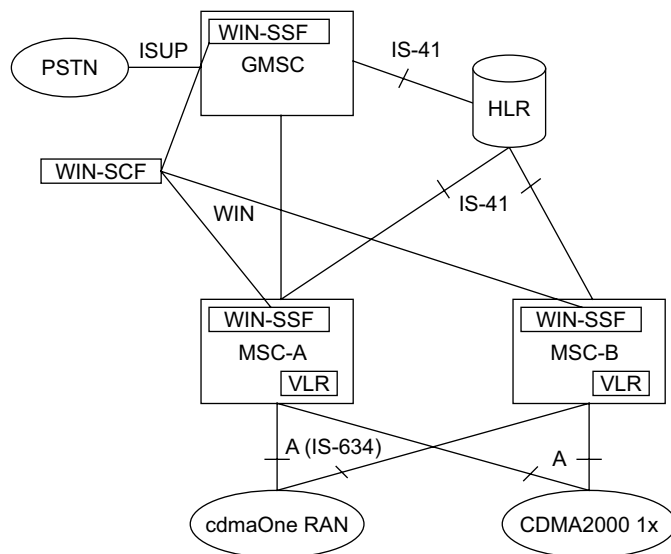 WIN-SSF
ISUP
IS-41
PSTN
GMSC
HLR
WIN-SCF
WIN
IS-41
WIN-SSF
WIN-SSF
MSC-A
MSC-B
VLR
VLR
A (IS-634)
A
cdmaOne RAN
CDMA2000 1x